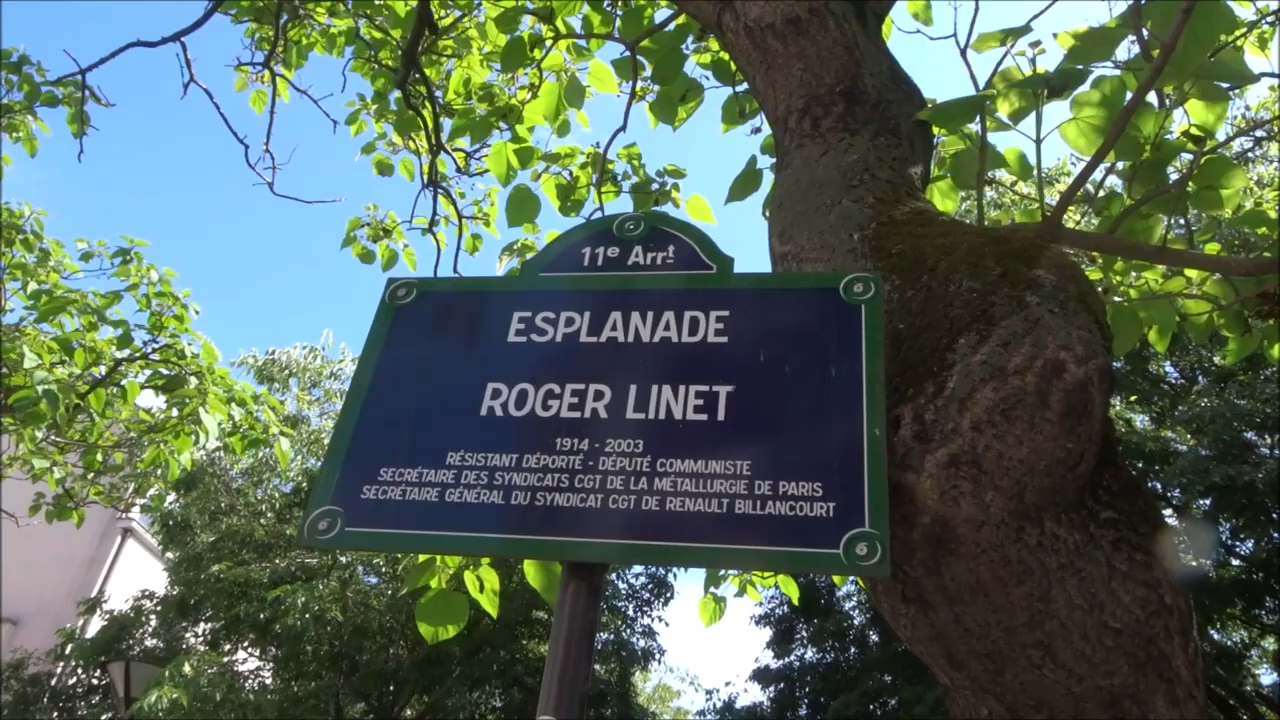 11e Arrt
ESPLANADE
ROGER LINET
1914 - 2003
RÉSISTANT DÉPORTÉ - DÉPUTÉ COMMUNISTE
SECRÉTAIRE DES SYNDICATS CGT DE LA MÉTALLURGIE DE PARIS
SECRÉTAIRE GÉNÉRAL DU SYNDICAT CGT DE RENAULT BILLANCOURT